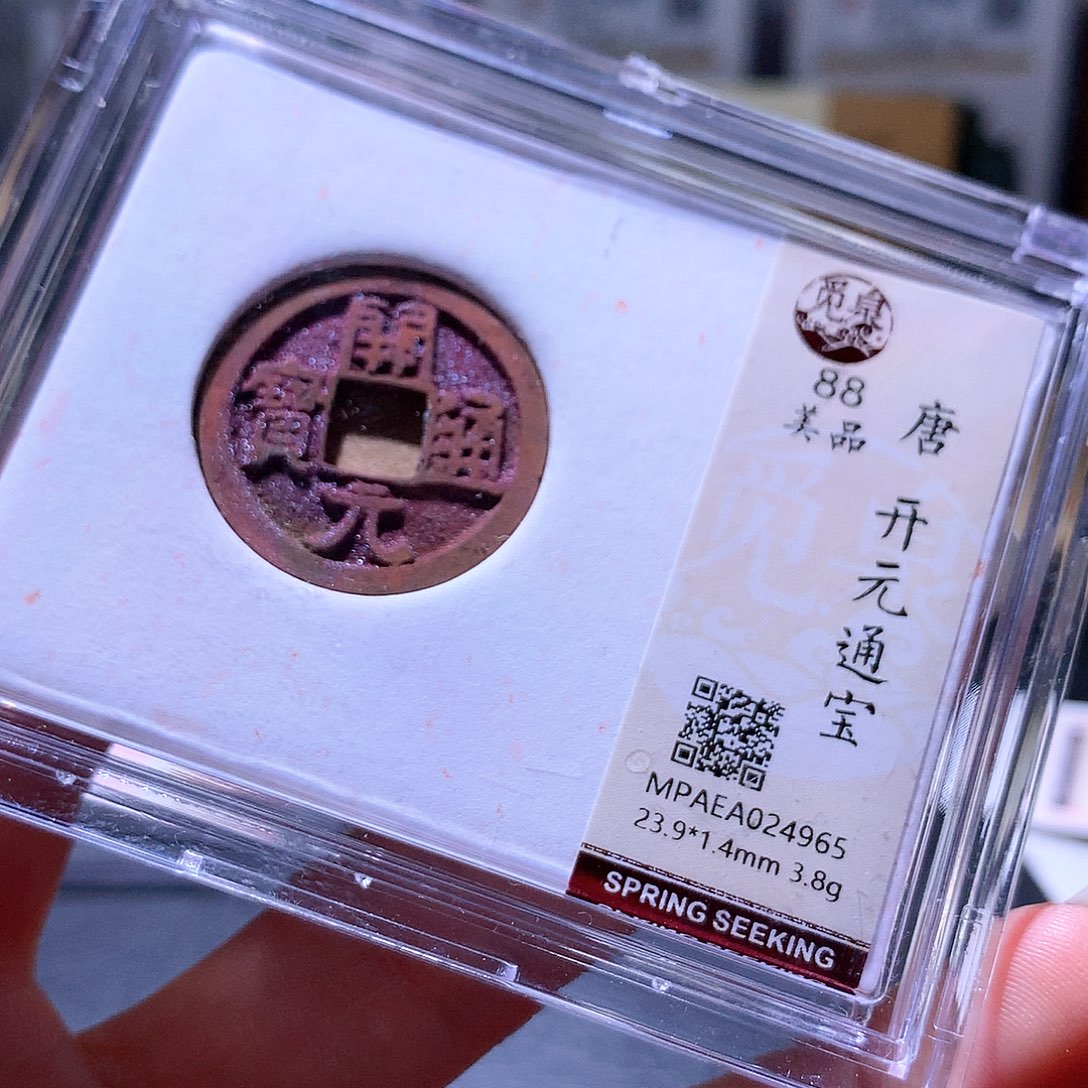 開
通
元
寶
覓泉
88
美品
唐
开元通宝
MPAEA024965
23.9*1.4mm 3.8g
SPRING SEEKING